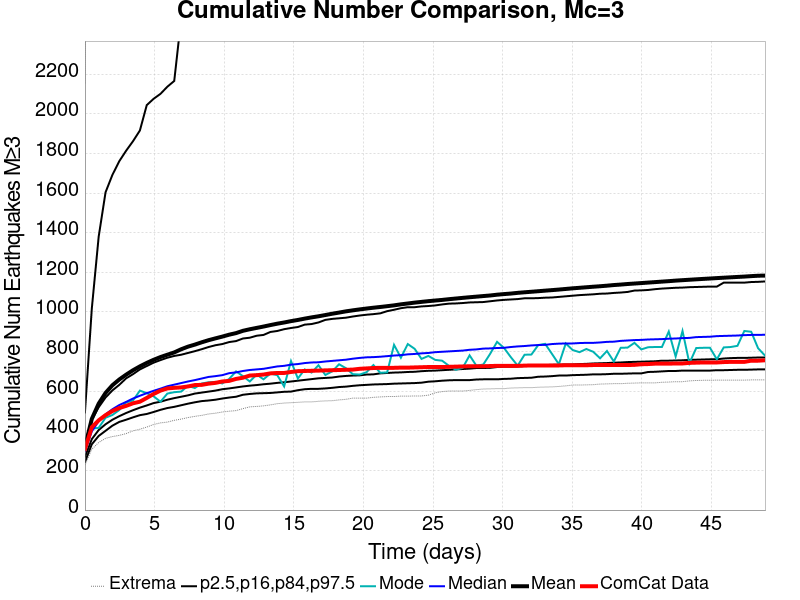 Cumulative Number Comparison, Mc=3
Cumulative Num Earthquakes M≥3
2200
2000
1800
1600
1400
1200
1000
800
600
400
200
0
0 5 10 15 20 25 30 35 40 45
Time (days)
Extrema p2.5,p16,p84,p97.5 Mode Median Mean ComCat Data